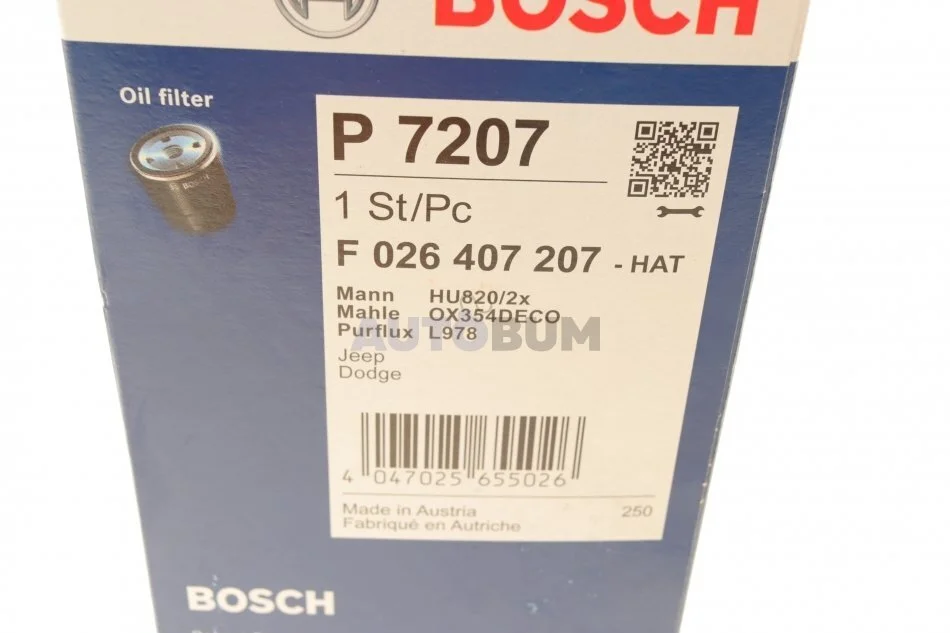 BOSCH
Oil filter
BOSCH
P 7207
1 St/Pc
F 026 407 207 - HAT
Mann HU820/2x
Mahle OX354DECO
Purflux L978
AUTOBUM
Jeep
Dodge
4 047025 655026
Made in Austria 250
Fabriqué en Autriche
BOSCH